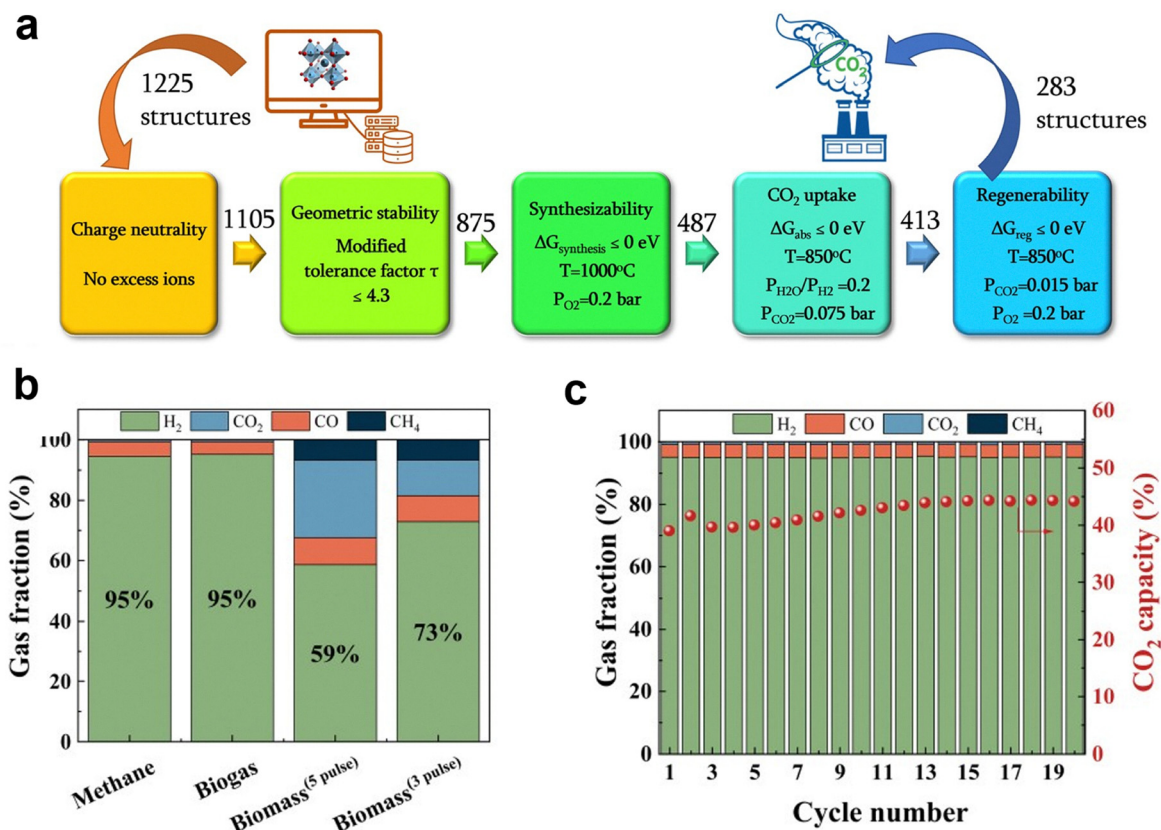 a
1225
structures
CO2
283
structures
Charge neutrality
No excess ions
1105
Geometric stability
Modified
tolerance factor τ
≤ 4.3
875
Synthesizability
ΔGsynthesis ≤ 0 eV
T=1000ºC
PO2=0.2 bar
487
CO2 uptake
ΔGabs ≤ 0 eV
T=850ºC
PH2O/PH2 =0.2
PCO2=0.075 bar
413
Regenerability
ΔGreg ≤ 0 eV
T=850ºC
PCO2=0.015 bar
PO2 =0.2 bar
b
H2 CO2 CO CH4
Gas fraction (%)
100
80
60
40
20
0
95%
95%
59%
73%
Methane
Biogas
Biomass(5 pulse)
Biomass(3 pulse)
c
H2 CO CO2 CH4
Gas fraction (%)
100
80
60
40
20
0
60
50
40
30
20
10
0
CO2 capacity (%)
1 3 5 7 9 11 13 15 17 19
Cycle number